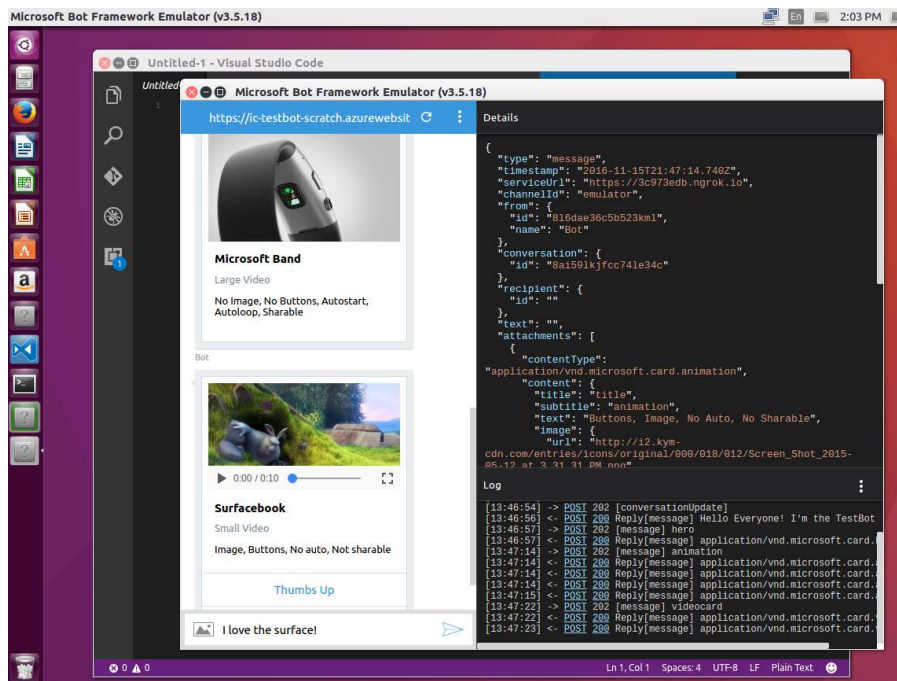 Microsoft Bot Framework Emulator (v3.5.18)
En
2:03 PM
Untitled-1 - Visual Studio Code
Untitled-
1
Microsoft Bot Framework Emulator (v3.5.18)
https://ic-testbot-scratch.azurewebsit
Microsoft Band
Large Video
No Image, No Buttons, Autostart,
Autoloop, Sharable
Bot
0:00 / 0:10
Surfacebook
Small Video
Image, Buttons, No auto, Not sharable
Thumbs Up
I love the surface!
Details
{
"type": "message",
"timestamp": "2016-11-15T21:47:14.740Z",
"serviceUrl": "https://3c973edb.ngrok.io",
"channelId": "emulator",
"from": {
"id": "8l6dae36c5b523kml",
"name": "Bot"
},
"conversation": {
"id": "8ai59lkjfcc74le34c"
},
"recipient": {
"id": ""
},
"text": "",
"attachments": [
{
"contentType":
"application/vnd.microsoft.card.animation",
"content": {
"title": "title",
"subtitle": "animation",
"text": "Buttons, Image, No Auto, No Sharable",
"image": {
"url": "http://i2.kym-
cdn.com/entries/icons/original/000/018/012/Screen_Shot_2015-
05-12_at_3.31.31_PM.png"
Log
[13:46:54] -> POST 202 [conversationUpdate]
[13:46:56] <- POST 200 Reply[message] Hello Everyone! I'm the TestBot
[13:46:57] -> POST 202 [message] hero
[13:46:57] <- POST 200 Reply[message] application/vnd.microsoft.card.
[13:47:14] -> POST 202 [message] animation
[13:47:14] <- POST 200 Reply[message] application/vnd.microsoft.card.
[13:47:14] <- POST 200 Reply[message] application/vnd.microsoft.card.
[13:47:14] <- POST 200 Reply[message] application/vnd.microsoft.card.
[13:47:15] <- POST 200 Reply[message] application/vnd.microsoft.card.
[13:47:22] -> POST 202 [message] videocard
[13:47:22] <- POST 200 Reply[message] application/vnd.microsoft.card.
[13:47:23] <- POST 200 Reply[message] application/vnd.microsoft.card.
0 0
Ln 1, Col 1 Spaces: 4 UTF-8 LF Plain Text